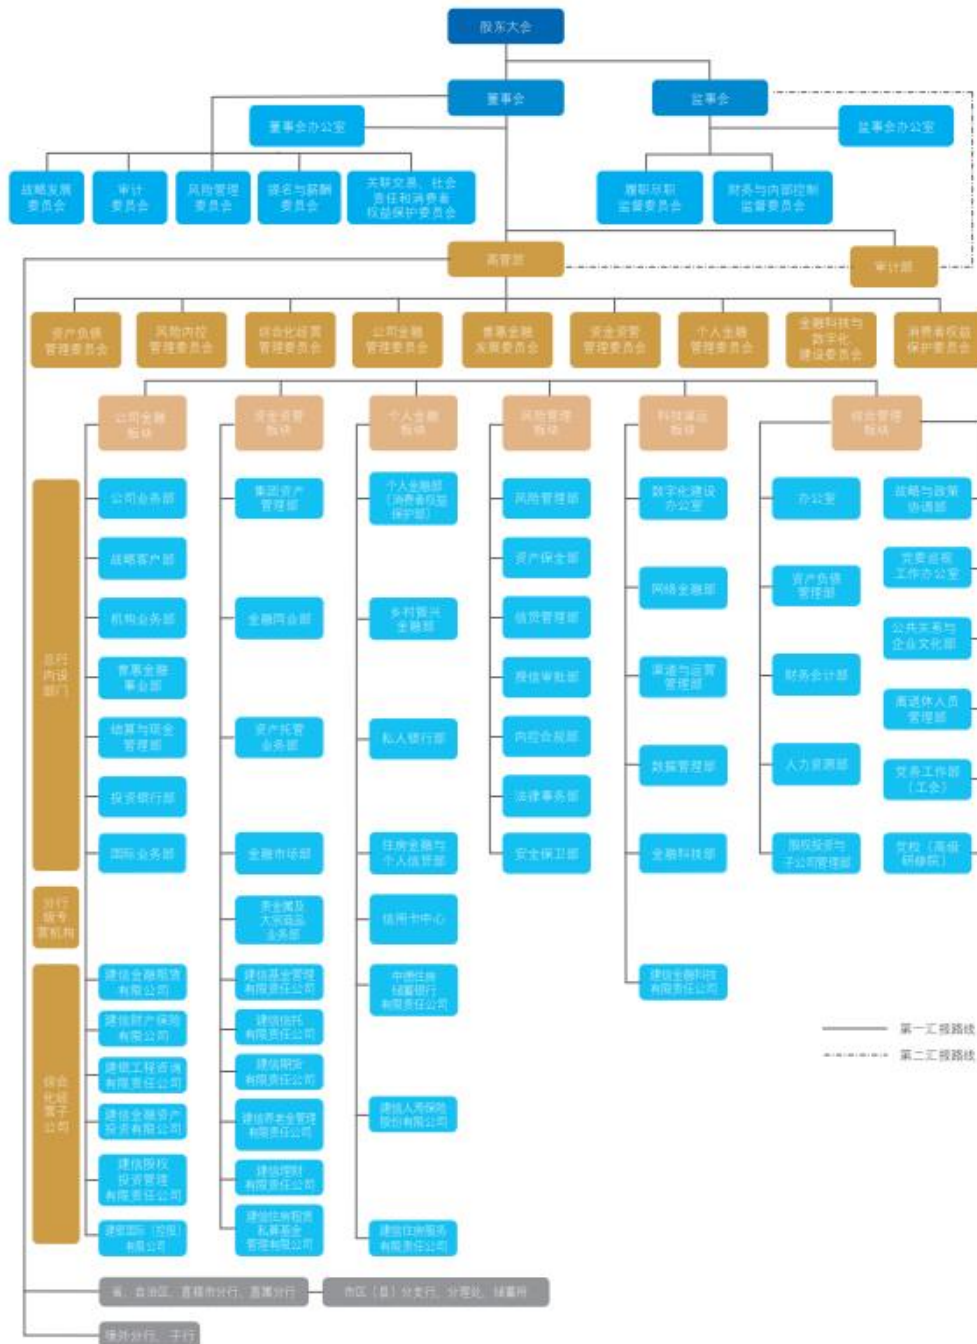 股东大会
董事会
监事会
董事会办公室
监事会办公室
战略发展
委员会
审计
委员会
风险管理
委员会
提名与薪酬
委员会
关联交易、社会
责任和消费者
权益保护委员会
履职尽职
监督委员会
财务与内部控制
监督委员会
高管部
审计部
资产负债
管理委员会
风险内控
管理委员会
综合化经营
管理委员会
公司金融
管理委员会
普惠金融
发展委员会
资金资管
管理委员会
个人金融
管理委员会
金融科技与
数字化
建设委员会
消费者权益
保护委员会
公司金融
板块
资金资管
板块
个人金融
板块
风险管理
板块
科技渠运
板块
综合管理
板块
总行
内设
部门
公司业务部
集团资产
管理部
个人金融部
(消费者权益
保护部)
风险管理部
数字化建设
办公室
办公室
战略与政策
协调部
战略客户部
资产保全部
网络金融部
资产负债
管理部
党委巡视
工作办公室
机构业务部
金融同业部
乡村振兴
金融部
信贷管理部
公共关系与
企业文化部
普惠金融
事业部
授信审批部
渠道与运营
管理部
财务会计部
离退休人员
管理部
结算与现金
管理部
资产托管
业务部
私人银行部
内控合规部
数据管理部
人力资源部
党务工作部
(工会)
投资银行部
法律事务部
国际业务部
金融市场部
住房金融与
个人信贷部
安全保卫部
金融科技部
股权投资与
子公司管理部
党校(高级
研修院)
分行
级专
营机构
贵金属及
大宗商品
业务部
信用卡中心
综合
化经
营子
公司
建信金融租赁
有限公司
建信基金管理
有限责任公司
中德住房
储蓄银行
有限责任公司
建信金融科技
有限责任公司
建信财产保险
有限公司
建信信托
有限责任公司
建银工程咨询
有限责任公司
建信期货
有限责任公司
建信金融资产
投资有限公司
建信养老金管理
有限责任公司
建信人寿保险
股份有限公司
建信股权
投资管理
有限责任公司
建信理财
有限责任公司
建银国际(控股)
有限公司
建信住房租赁
私募基金
管理有限公司
建信住房服务
有限责任公司
第一汇报路线
第二汇报路线
省、自治区、直辖市分行、直属分行
市区(县)分支行、分理处、储蓄所
境外分行、子行